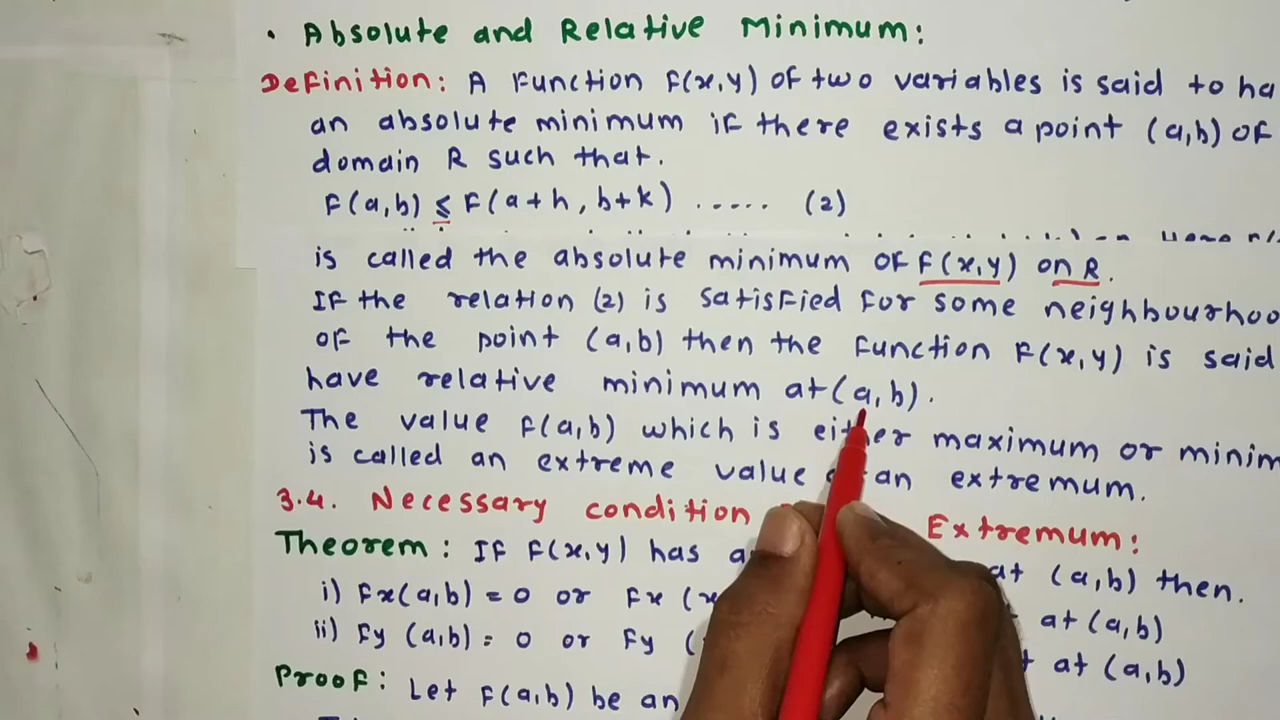 • Absolute and Relative Minimum:
Definition: A function f(x,y) of two variables is said to ha
an absolute minimum if there exists a point (a,b) of
domain R such that.
f(a,b) ≤ f(a+h, b+k) ..... (2)
is called the absolute minimum of f(x,y) on R.
If the relation (2) is satisfied for some neighbourhoo
of the point (a,b) then the function f(x,y) is said
have relative minimum at (a,b).
The value f(a,b) which is either maximum or minim
is called an extreme value an extremum.
3.4. Necessary condition Extremum:
Theorem: If f(x,y) has at (a,b) then.
i) fx(a,b) = 0 or fx ( at (a,b)
ii) fy (a,b) = 0 or fy ( at (a,b)
Proof: Let f(a,b) be an